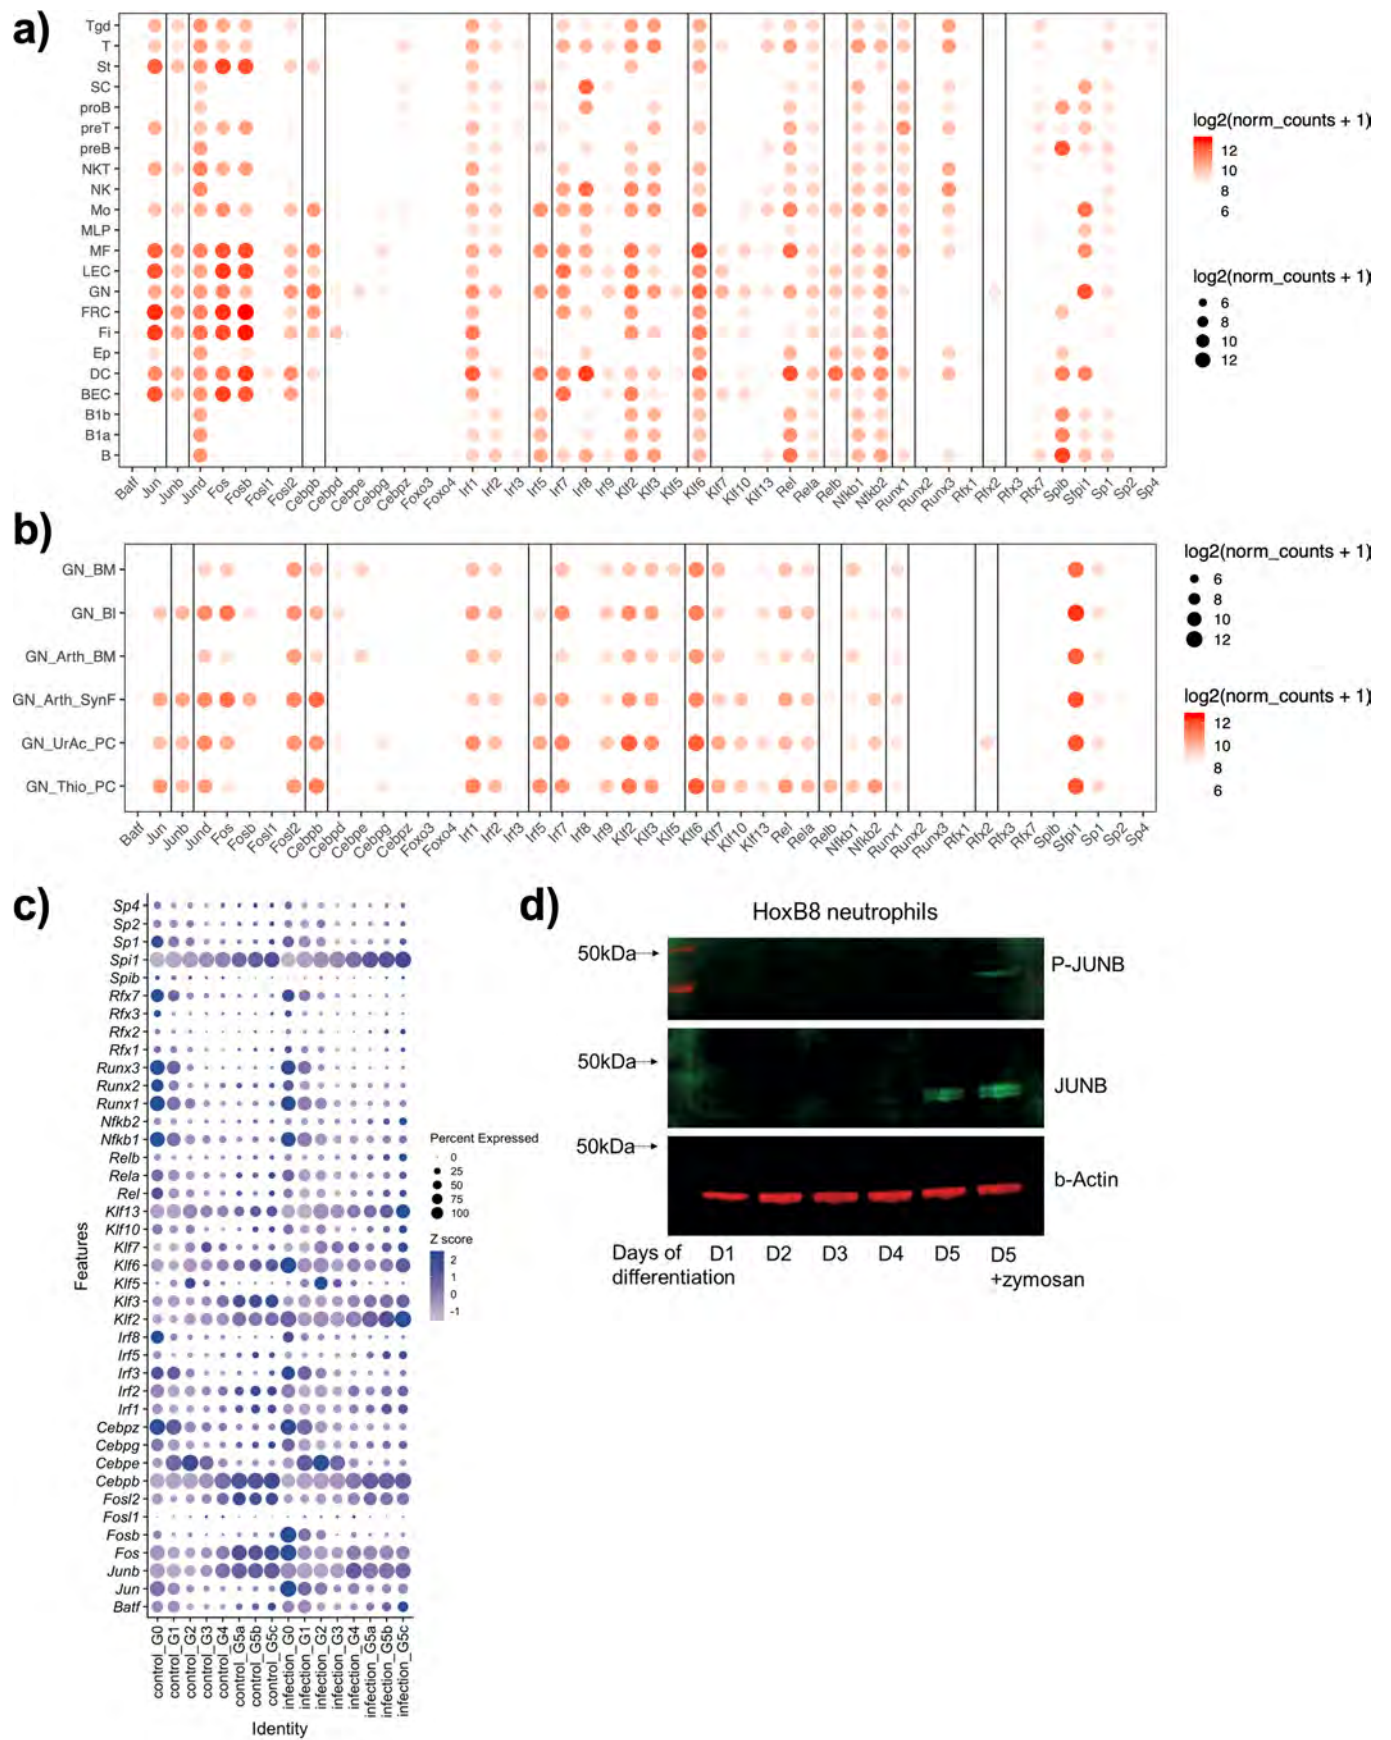 a)
Tgd
T
St
SC
proB
preT
preB
NKT
NK
Mo
MLP
MF
LEC
GN
FRC
Fi
Ep
DC
BEC
B1b
B1a
B
Batf
Jun
Junb
Jund
Fos
Fosb
Fosl1
Fosl2
Cebpb
Cebpd
Cebpe
Cebpg
Cebpz
Foxo3
Foxo4
Irf1
Irf2
Irf3
Irf5
Irf7
Irf8
Irf9
Klf2
Klf3
Klf5
Klf6
Klf7
Klf10
Klf13
Rel
Rela
Relb
Nfkb1
Nfkb2
Runx1
Runx2
Runx3
Rfx1
Rfx2
Rfx3
Rfx7
Spib
Sfpi1
Sp1
Sp2
Sp4
log2(norm_counts + 1)
12
10
8
6
log2(norm_counts + 1)
6
8
10
12
b)
GN_BM
GN_Bl
GN_Arth_BM
GN_Arth_SynF
GN_UrAc_PC
GN_Thio_PC
Batf
Jun
Junb
Jund
Fos
Fosb
Fosl1
Fosl2
Cebpb
Cebpd
Cebpe
Cebpg
Cebpz
Foxo3
Foxo4
Irf1
Irf2
Irf3
Irf5
Irf7
Irf8
Irf9
Klf2
Klf3
Klf5
Klf6
Klf7
Klf10
Klf13
Rel
Rela
Relb
Nfkb1
Nfkb2
Runx1
Runx2
Runx3
Rfx1
Rfx2
Rfx3
Rfx7
Spib
Sfpi1
Sp1
Sp2
Sp4
log2(norm_counts + 1)
6
8
10
12
log2(norm_counts + 1)
12
10
8
6
c)
Features
Sp4
Sp2
Sp1
Spi1
Spib
Rfx7
Rfx3
Rfx2
Rfx1
Runx3
Runx2
Runx1
Nfkb2
Nfkb1
Relb
Rela
Rel
Klf13
Klf10
Klf7
Klf6
Klf5
Klf3
Klf2
Irf8
Irf5
Irf3
Irf2
Irf1
Cebpz
Cebpg
Cebpe
Cebpb
Fosl2
Fosl1
Fosb
Fos
Junb
Jun
Batf
control_G0
control_G1
control_G2
control_G3
control_G4
control_G5a
control_G5b
control_G5c
infection_G0
infection_G1
infection_G2
infection_G3
infection_G4
infection_G5a
infection_G5b
infection_G5c
Identity
Percent Expressed
0
25
50
75
100
Z score
2
1
0
-1
d)
HoxB8 neutrophils
50kDa
P-JUNB
50kDa
JUNB
50kDa
b-Actin
Days of differentiation
D1
D2
D3
D4
D5
D5 +zymosan